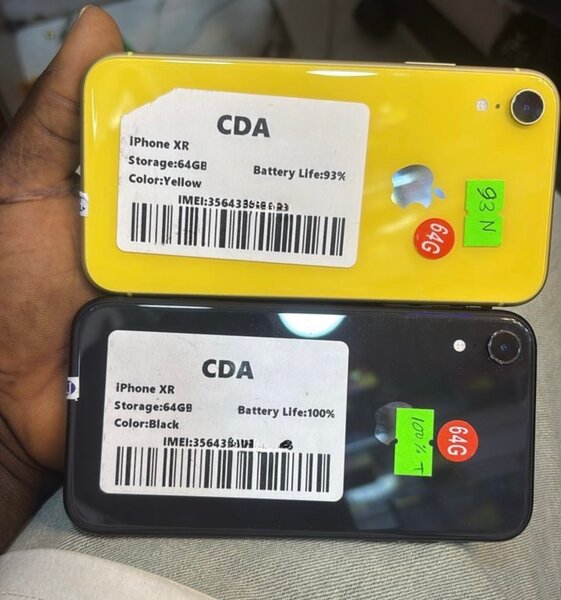 CDA
iPhone XR
Storage:64GB
Battery Life:93%
Color:Yellow
64G
93 N
CDA
iPhone XR
Storage:64GB
Battery Life:100%
Color:Black
100% T
64G